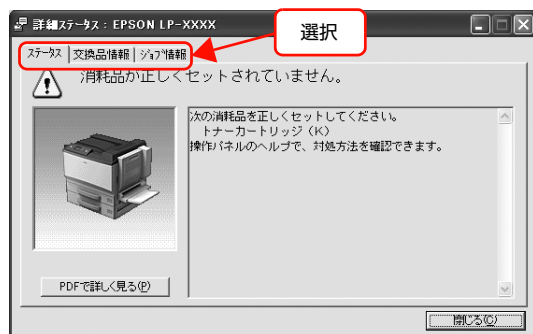 詳細ステータス：EPSON LP-XXXX
選択
ステータス 交換品情報 ジョブ情報
消耗品が正しくセットされていません。
次の消耗品を正しくセットしてください。
トナーカートリッジ（K）
操作パネルのヘルプで、対処方法を確認できます。
PDFで詳しく見る(P)
閉じる(C)